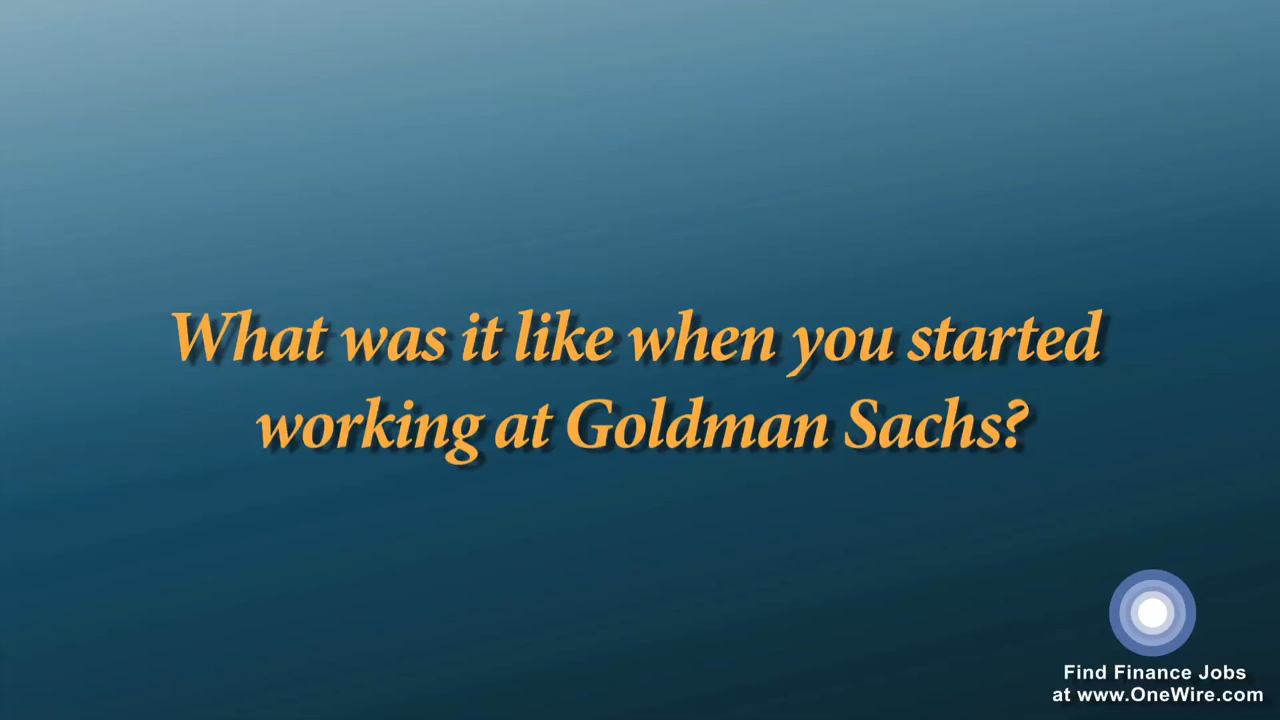 What was it like when you started
working at Goldman Sachs?
Find Finance Jobs
at www.OneWire.com